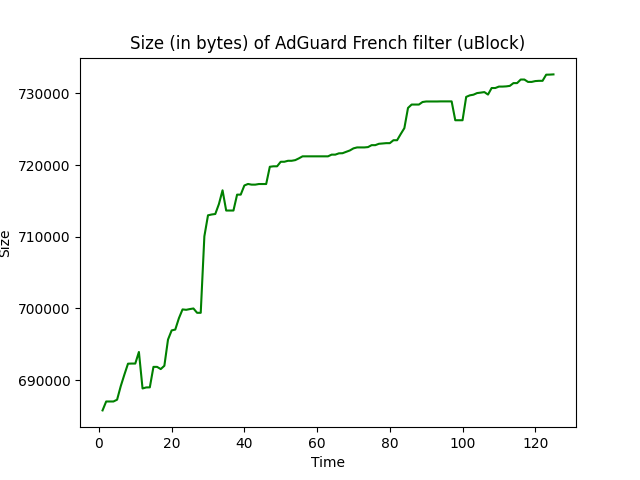 Size (in bytes) of AdGuard French filter (uBlock)
730000
720000
710000
700000
690000
Size
0 20 40 60 80 100 120
Time